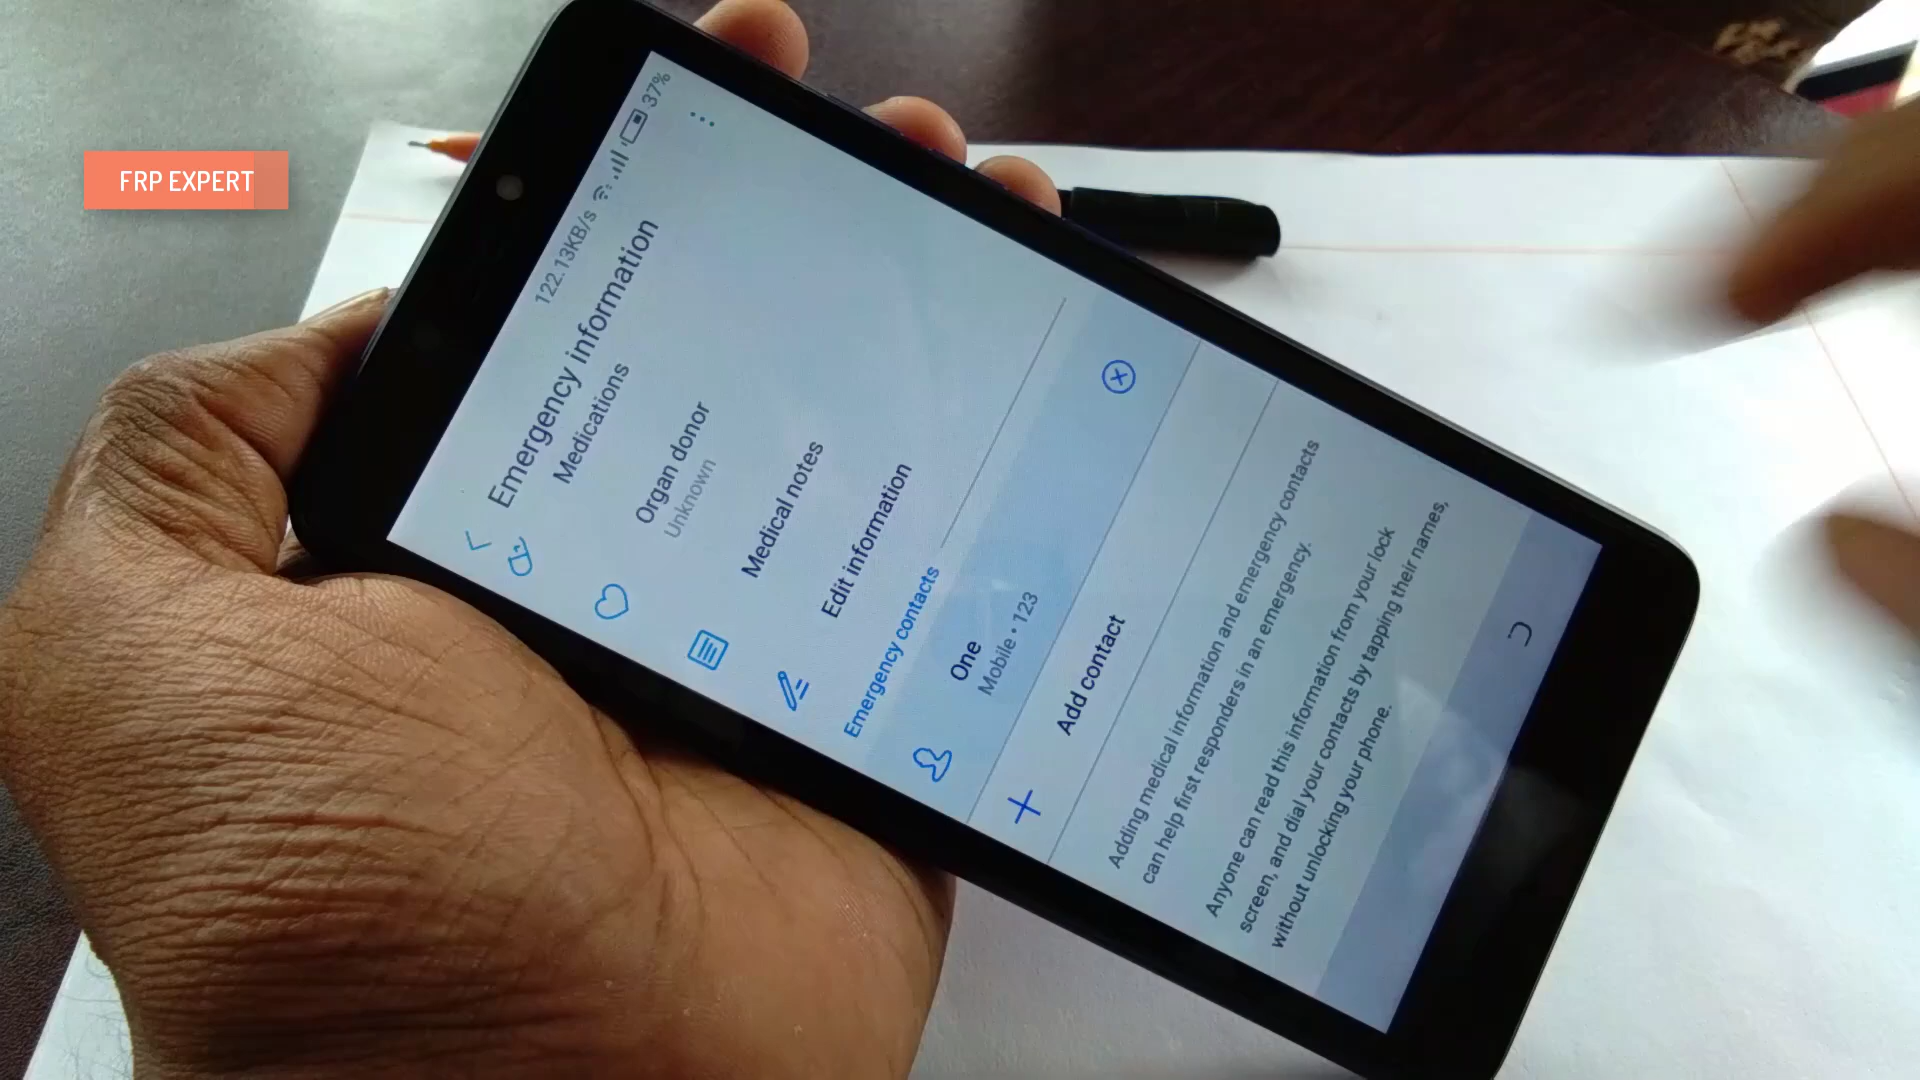 FRP EXPERT
122.13KB/s 37%
Emergency information
Medications
Organ donor
Unknown
Medical notes
Edit information
Emergency contacts
One
Mobile • 123
Add contact
Adding medical information and emergency contacts
can help first responders in an emergency.
Anyone can read this information from your lock
screen, and dial your contacts by tapping their names,
without unlocking your phone.